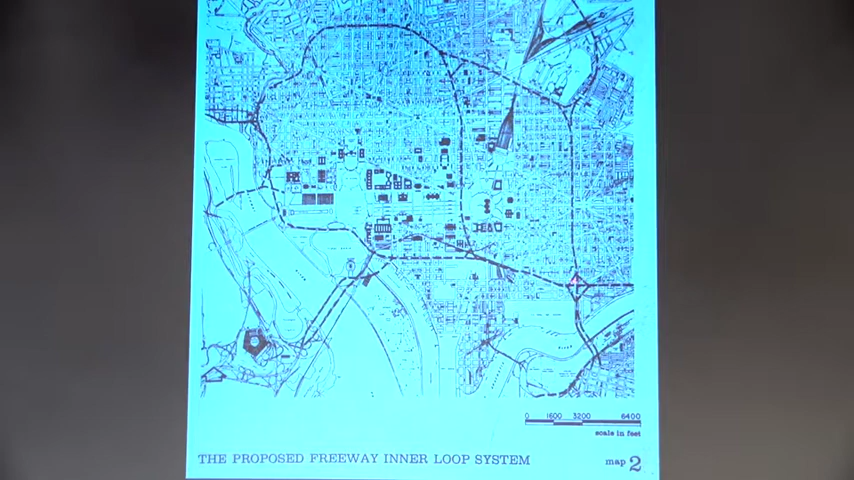 0 1600 3200 6400
scale in feet
THE PROPOSED FREEWAY INNER LOOP SYSTEM
map 2